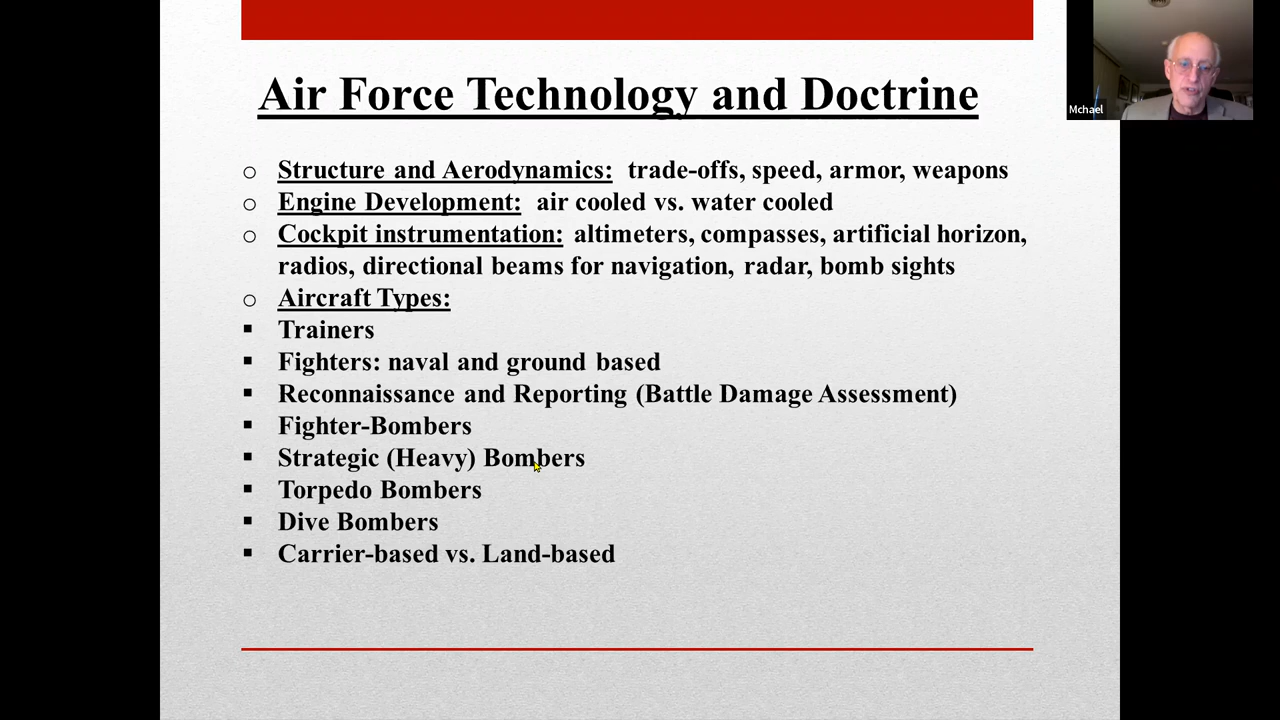 Air Force Technology and Doctrine
Mchael
o Structure and Aerodynamics: trade-offs, speed, armor, weapons
o Engine Development: air cooled vs. water cooled
o Cockpit instrumentation: altimeters, compasses, artificial horizon,
radios, directional beams for navigation, radar, bomb sights
o Aircraft Types:
▪ Trainers
▪ Fighters: naval and ground based
▪ Reconnaissance and Reporting (Battle Damage Assessment)
▪ Fighter-Bombers
▪ Strategic (Heavy) Bombers
▪ Torpedo Bombers
▪ Dive Bombers
▪ Carrier-based vs. Land-based